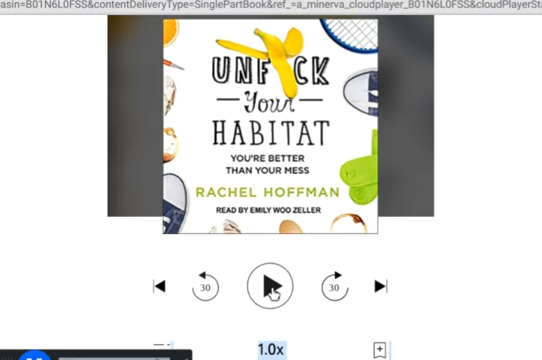 asin=B01N6L0FSS&contentDeliveryType=SinglePartBook&ref_=a_minerva_cloudplayer_B01N6L0FSS&cloudPlayerSta
UNF CK
Your
HABITAT
YOU'RE BETTER
THAN YOUR MESS
RACHEL HOFFMAN
READ BY EMILY WOO ZELLER
30
30
1.0x